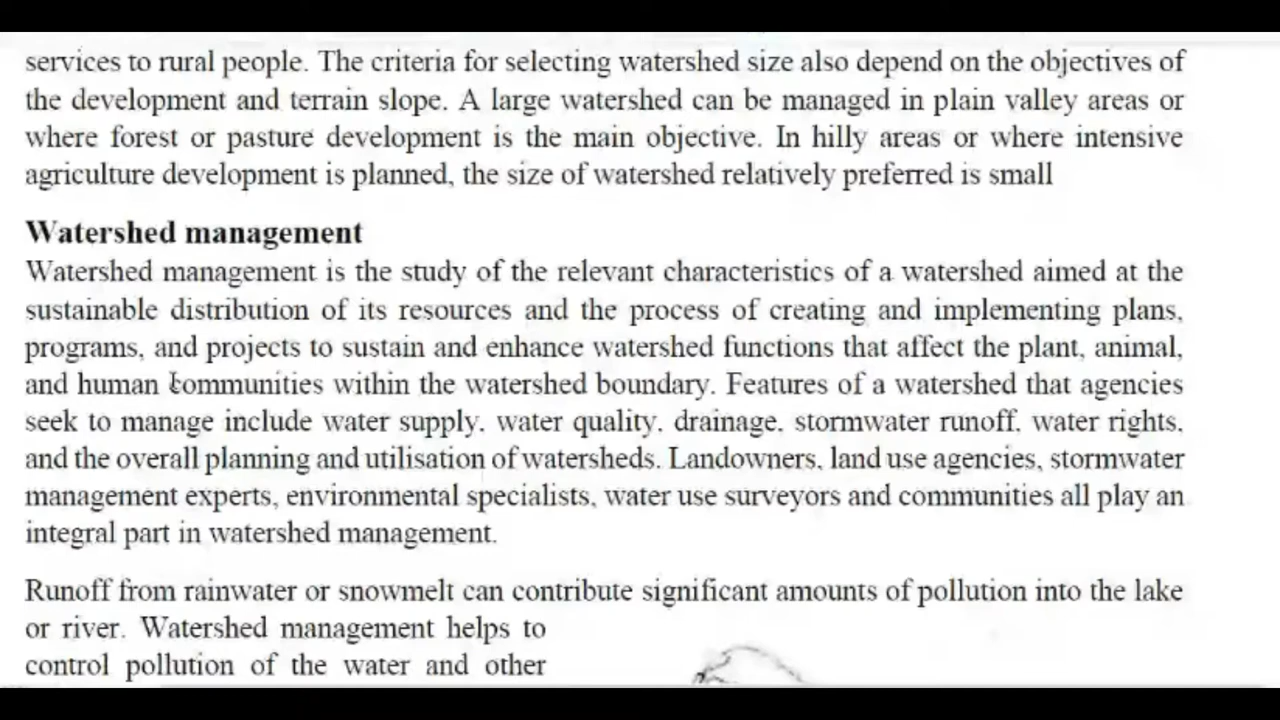 services to rural people. The criteria for selecting watershed size also depend on the objectives of
the development and terrain slope. A large watershed can be managed in plain valley areas or
where forest or pasture development is the main objective. In hilly areas or where intensive
agriculture development is planned, the size of watershed relatively preferred is small
Watershed management
Watershed management is the study of the relevant characteristics of a watershed aimed at the
sustainable distribution of its resources and the process of creating and implementing plans,
programs, and projects to sustain and enhance watershed functions that affect the plant, animal,
and human communities within the watershed boundary. Features of a watershed that agencies
seek to manage include water supply, water quality, drainage, stormwater runoff, water rights,
and the overall planning and utilisation of watersheds. Landowners, land use agencies, stormwater
management experts, environmental specialists, water use surveyors and communities all play an
integral part in watershed management.
Runoff from rainwater or snowmelt can contribute significant amounts of pollution into the lake
or river. Watershed management helps to
control pollution of the water and other